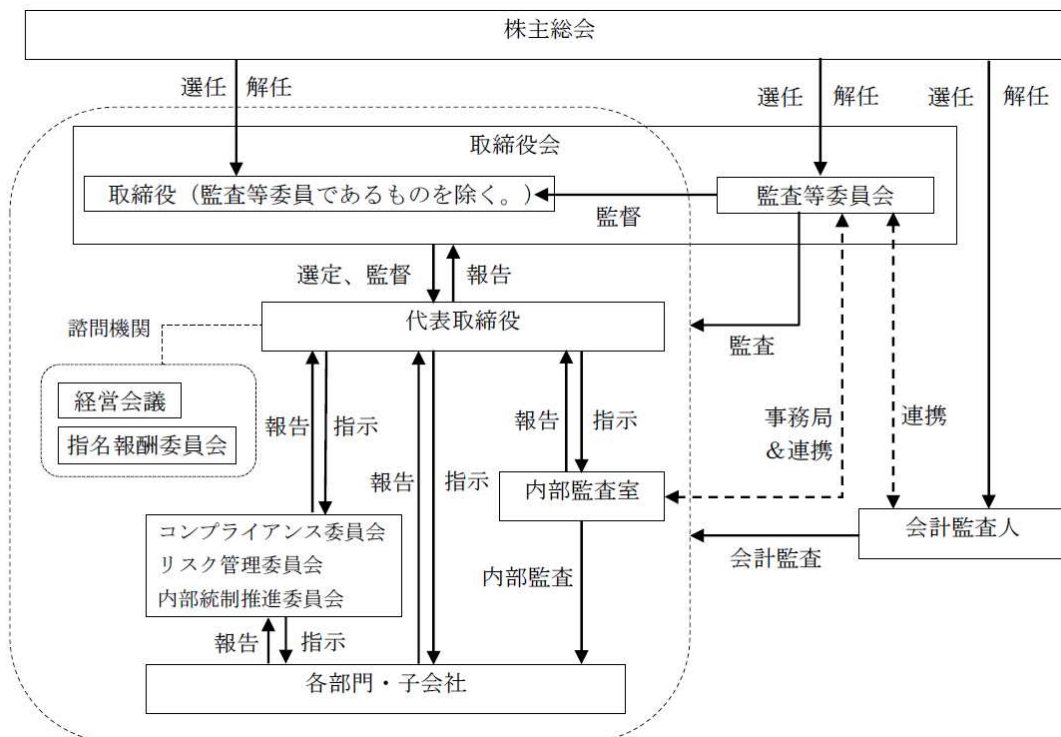 株主総会
選任 解任
選任 解任
選任 解任
取締役会
取締役（監査等委員であるものを除く。）
監督
監査等委員会
選定、監督
報告
代表取締役
監査
諮問機関
経営会議
指名報酬委員会
報告 指示
報告 指示
報告 指示
事務局
＆連携
連携
内部監査室
コンプライアンス委員会
リスク管理委員会
内部統制推進委員会
内部監査
会計監査
会計監査人
報告 指示
各部門・子会社